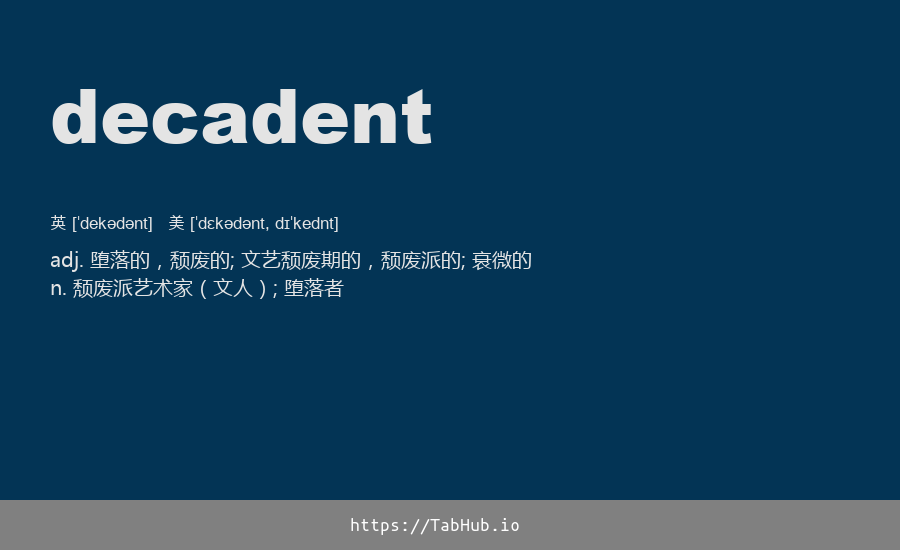 decadent
英 [ˈdekədənt]   美 [ˈdɛkədənt, dɪˈkednt]
adj. 堕落的，颓废的; 文艺颓废期的，颓废派的; 衰微的
n. 颓废派艺术家（文人）; 堕落者
https://TabHub.io